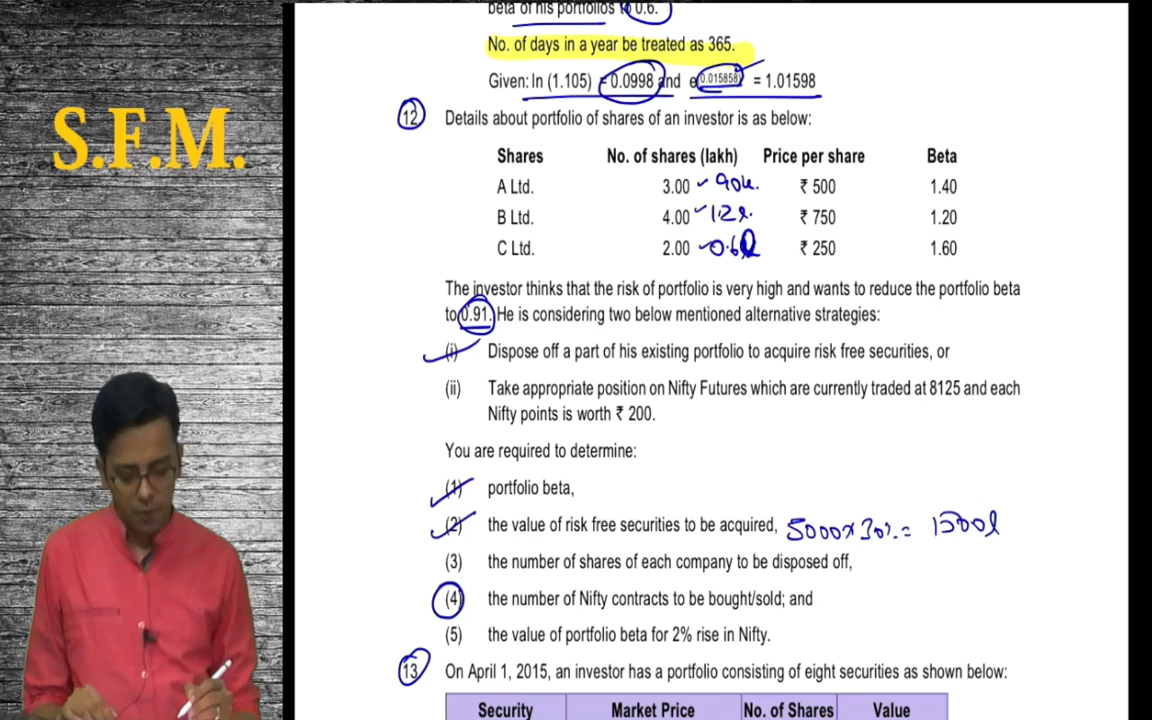 beta of his portfolios to 0.6.
No. of days in a year be treated as 365.
Given: In (1.105) = 0.0998 and e(0.015858) = 1.01598
S.F.M.
12 Details about portfolio of shares of an investor is as below:
Shares No. of shares (lakh) Price per share Beta
A Ltd. 3.00 90k. ₹ 500 1.40
B Ltd. 4.00 1.2l. ₹ 750 1.20
C Ltd. 2.00 0.6l ₹ 250 1.60
The investor thinks that the risk of portfolio is very high and wants to reduce the portfolio beta
to 0.91. He is considering two below mentioned alternative strategies:
(i) Dispose off a part of his existing portfolio to acquire risk free securities, or
(ii) Take appropriate position on Nifty Futures which are currently traded at 8125 and each
Nifty points is worth ₹ 200.
You are required to determine:
(1) portfolio beta,
(2) the value of risk free securities to be acquired, 5000x30%= 1500l
(3) the number of shares of each company to be disposed off,
(4) the number of Nifty contracts to be bought/sold; and
(5) the value of portfolio beta for 2% rise in Nifty.
13 On April 1, 2015, an investor has a portfolio consisting of eight securities as shown below:
Security Market Price No. of Shares Value